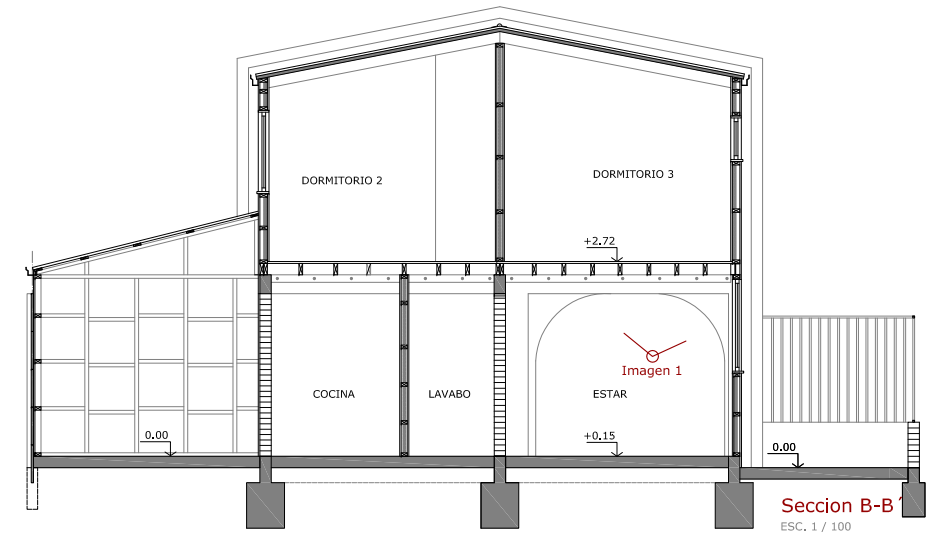 DORMITORIO 2
DORMITORIO 3
+2.72
Imagen 1
COCINA
LAVABO
ESTAR
0.00
+0.15
0.00
Seccion B-B´
ESC. 1 / 100